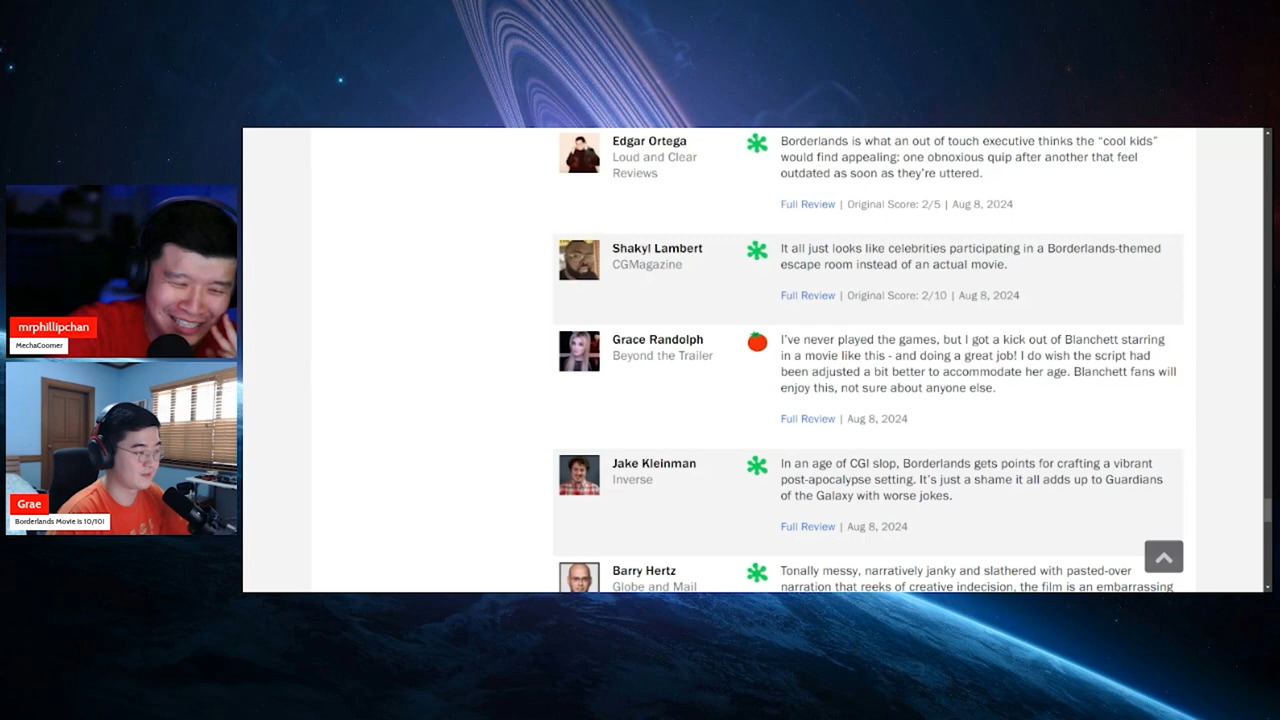 mrphillipchan
MechaCoomer
Grae
Borderlands Movie Is 10/10!
Edgar Ortega
Loud and Clear
Reviews
Borderlands is what an out of touch executive thinks the “cool kids”
would find appealing: one obnoxious quip after another that feel
outdated as soon as they're uttered.
Full Review | Original Score: 2/5 | Aug 8, 2024
Shakyl Lambert
CGMagazine
It all just looks like celebrities participating in a Borderlands-themed
escape room instead of an actual movie.
Full Review | Original Score: 2/10 | Aug 8, 2024
Grace Randolph
Beyond the Trailer
I've never played the games, but I got a kick out of Blanchett starring
in a movie like this - and doing a great job! I do wish the script had
been adjusted a bit better to accommodate her age. Blanchett fans will
enjoy this, not sure about anyone else.
Full Review | Aug 8, 2024
Jake Kleinman
Inverse
In an age of CGI slop, Borderlands gets points for crafting a vibrant
post-apocalypse setting. It's just a shame it all adds up to Guardians
of the Galaxy with worse jokes.
Full Review | Aug 8, 2024
Barry Hertz
Globe and Mail
Tonally messy, narratively janky and slathered with pasted-over
narration that reeks of creative indecision, the film is an embarrassing